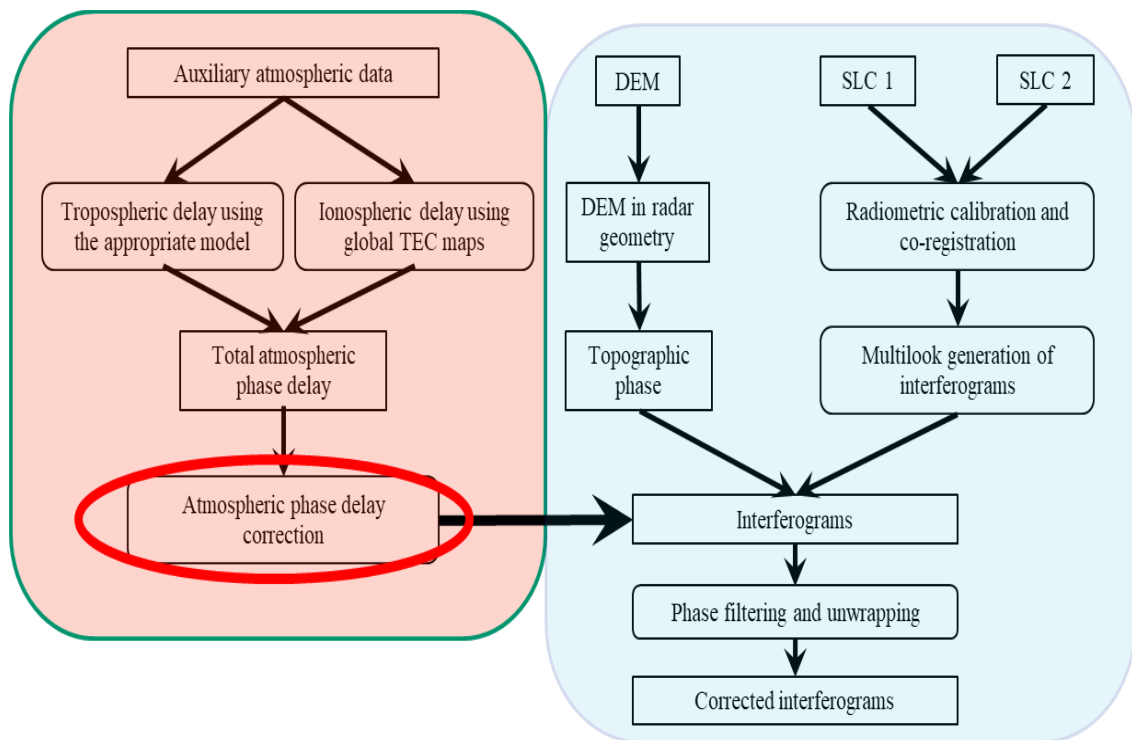 Auxiliary atmospheric data
Tropospheric delay using
the appropriate model
Ionospheric delay using
global TEC maps
Total atmospheric
phase delay
Atmospheric phase delay
correction
DEM
SLC 1
SLC 2
DEM in radar
geometry
Radiometric calibration and
co-registration
Topographic
phase
Multilook generation of
interferograms
Interferograms
Phase filtering and unwrapping
Corrected interferograms